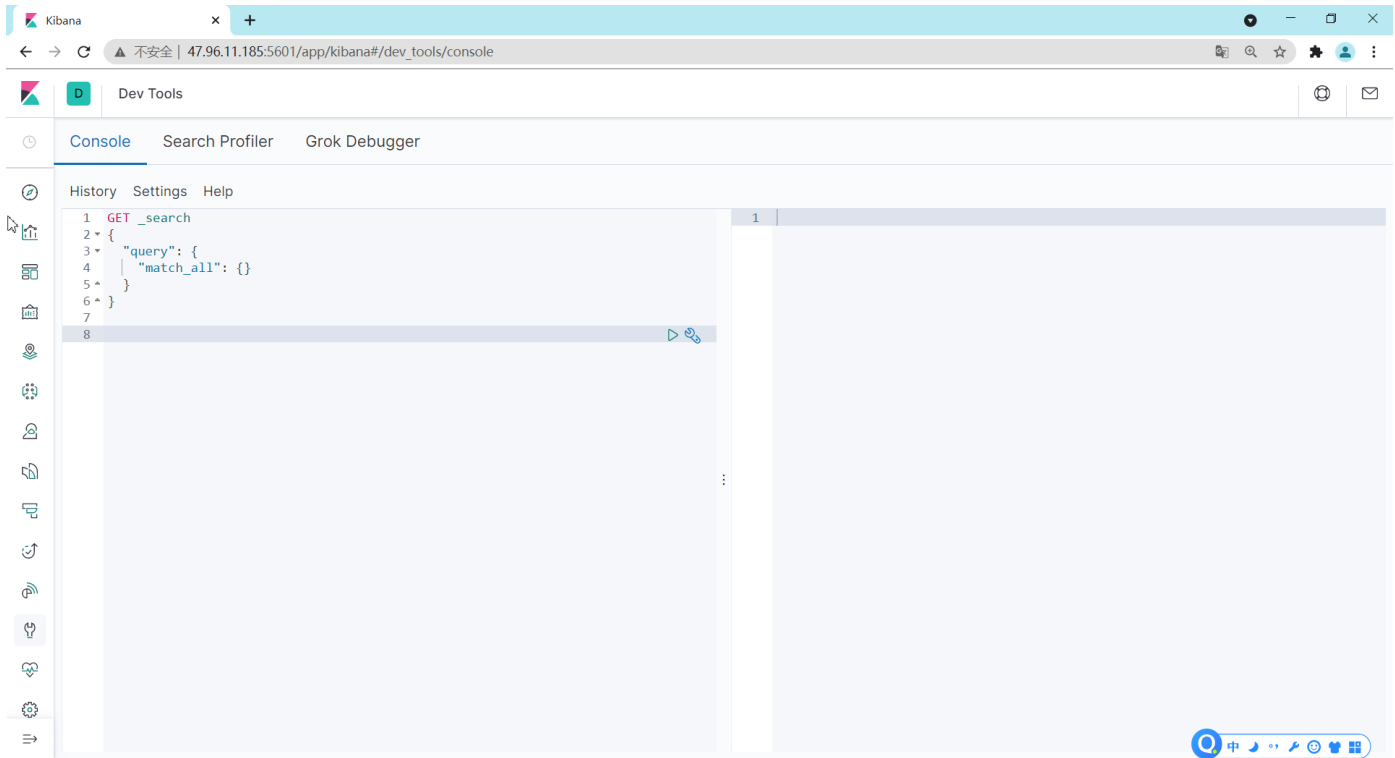 Kibana
不安全 | 47.96.11.185:5601/app/kibana#/dev_tools/console
D Dev Tools
Console Search Profiler Grok Debugger
History Settings Help
1 GET _search
2 {
3 "query": {
4 "match_all": {}
5 }
6 }
7
8
1
中